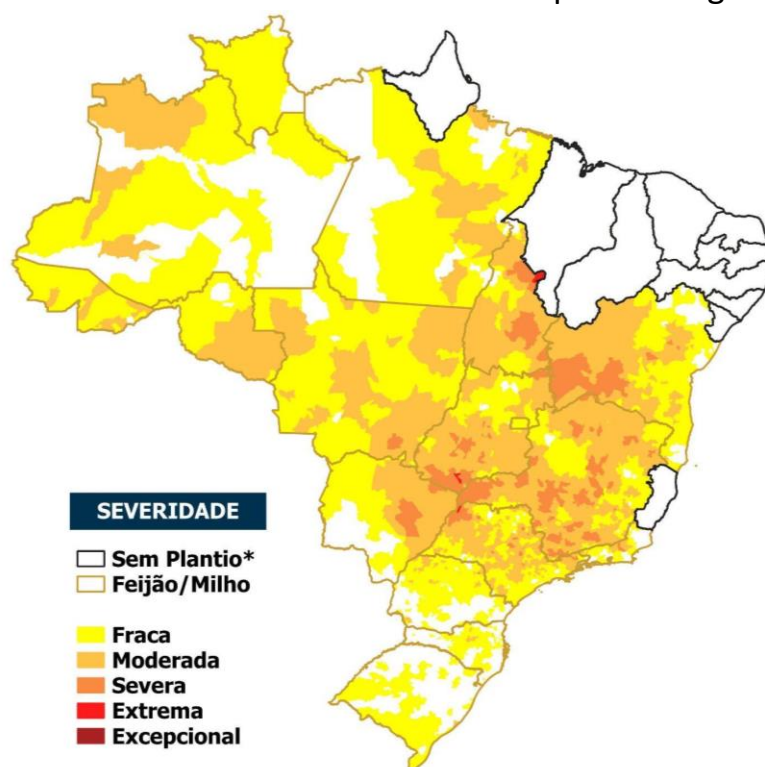 SEVERIDADE
Sem Plantio*
Feijão/Milho
Fraca
Moderada
Severa
Extrema
Excepcional